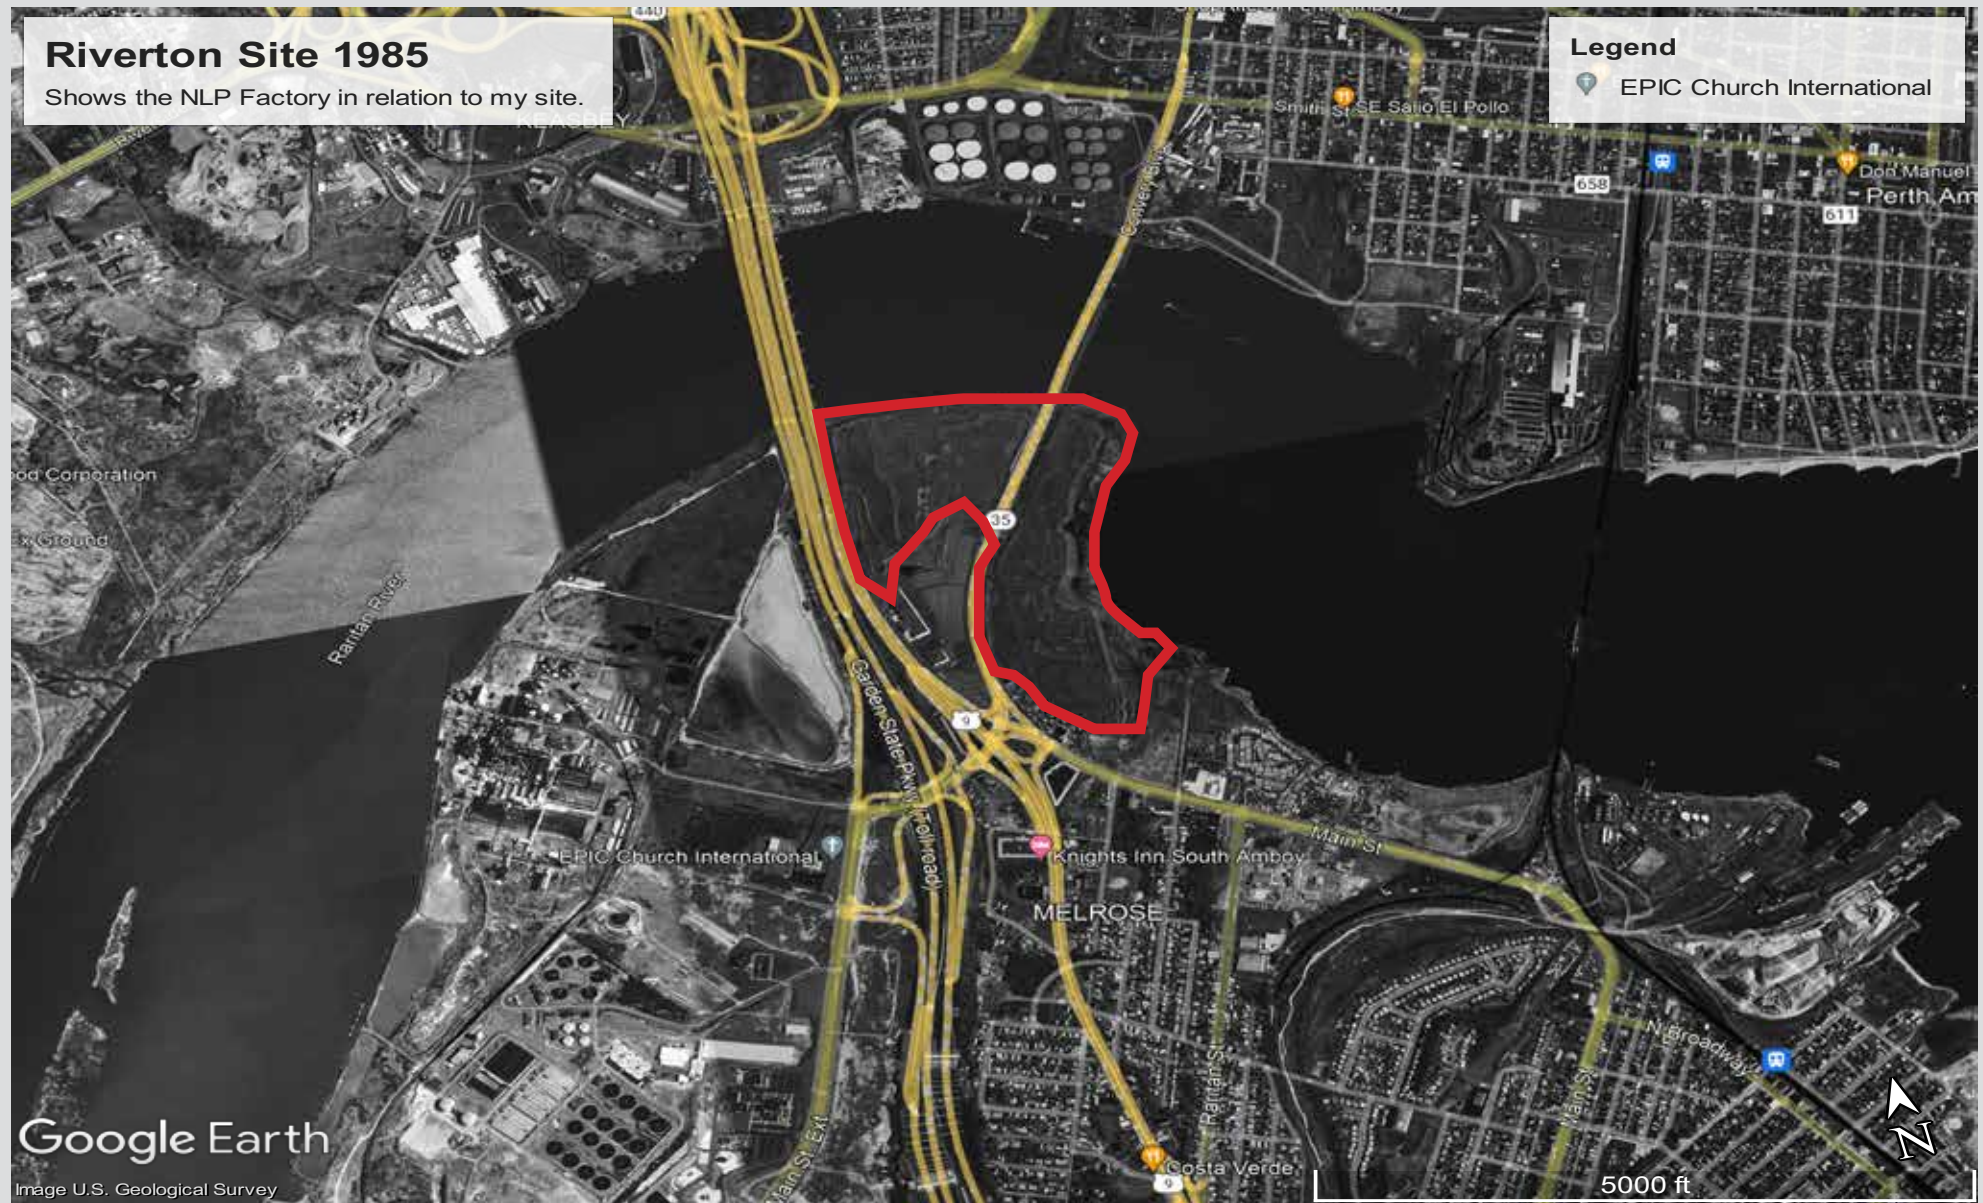 440
Riverton Site 1985
Shows the NLP Factory in relation to my site.
Legend
EPIC Church International
KEASBEY
Smith St
SE Salio El Pollo
658
Don Manuel
Perth Am
611
35
od Corporation
Ex Ground
Raritan River
Garden State Pkwy (Toll road)
9
Main St
EPIC Church International
Knights Inn South Amboy
MELROSE
N Broadway
Raritan St
Main St
Main St Ext
Costa Verde
9
Google Earth
Image U.S. Geological Survey
N
5000 ft